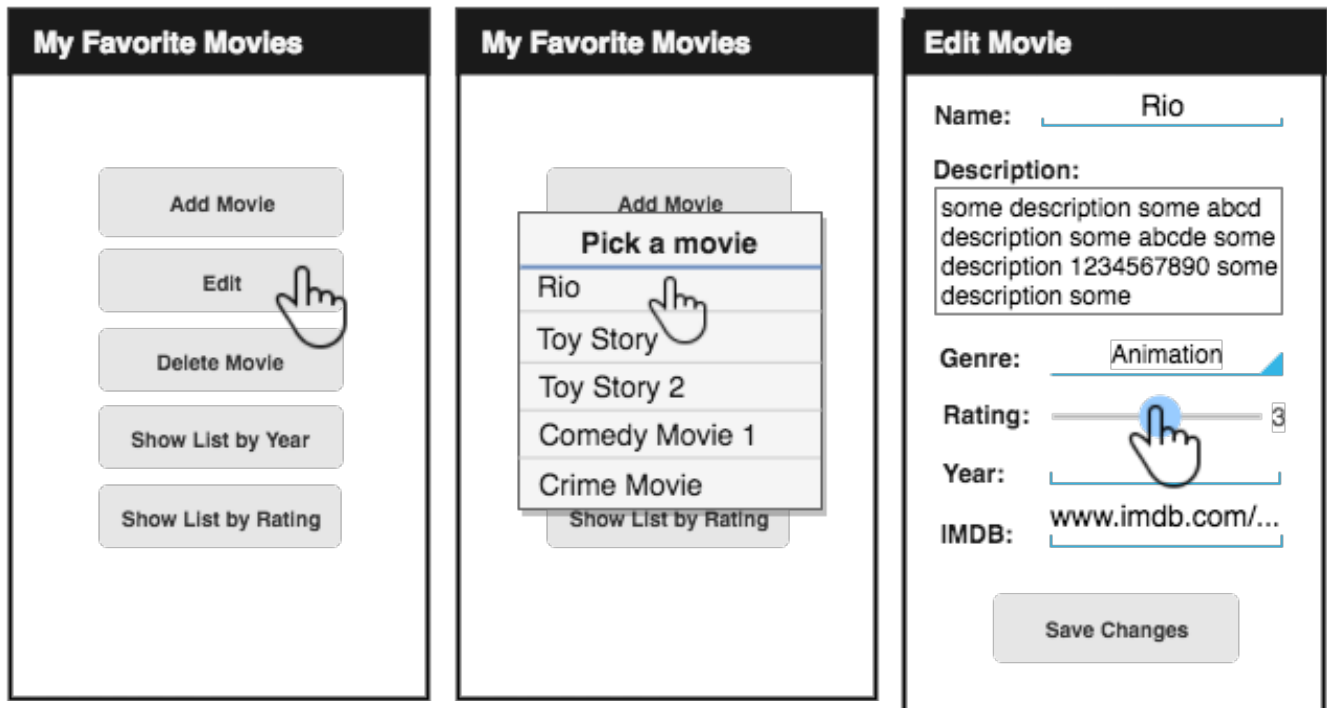 My Favorite Movies
Add Movie
Edit
Delete Movie
Show List by Year
Show List by Rating
My Favorite Movies
Add Movie
Pick a movie
Rio
Toy Story
Toy Story 2
Comedy Movie 1
Crime Movie
Show List by Rating
Edit Movie
Name: Rio
Description:
some description some abcd
description some abcde some
description 1234567890 some
description some
Genre: Animation
Rating: 3
Year:
IMDB: www.imdb.com/...
Save Changes